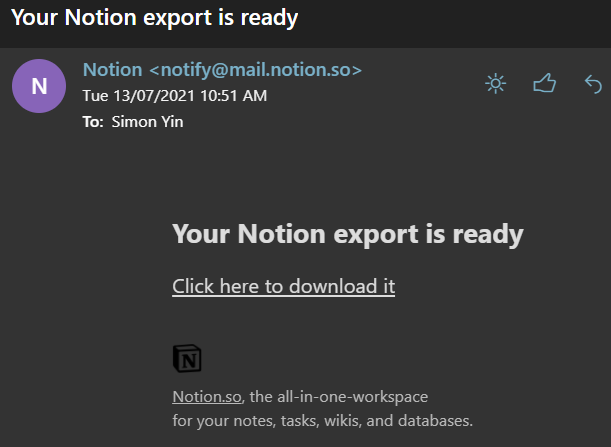 Your Notion export is ready
N
Notion <notify@mail.notion.so>
Tue 13/07/2021 10:51 AM
To: Simon Yin
Your Notion export is ready
Click here to download it
N
Notion.so, the all-in-one-workspace
for your notes, tasks, wikis, and databases.